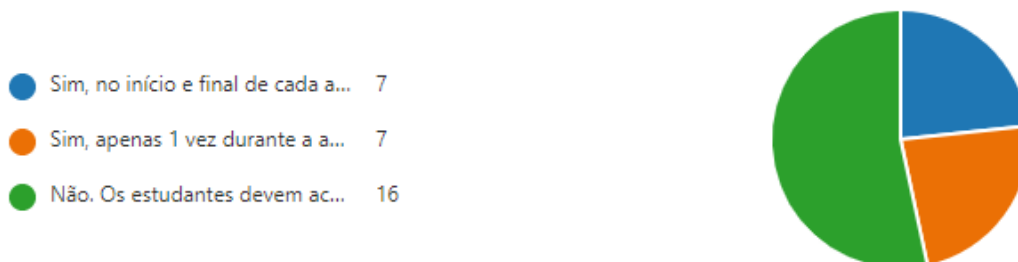 Sim, no início e final de cada a... 7
Sim, apenas 1 vez durante a a... 7
Não. Os estudantes devem ac... 16